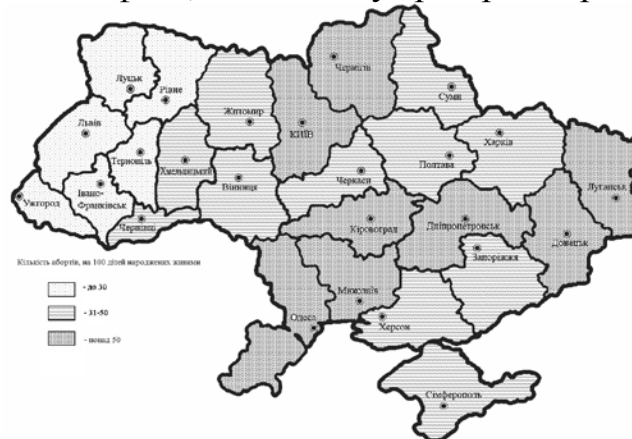 Чернігів
Луцьк
Рівне
Суми
Житомир
КИЇВ
Львів
Харків
Тернопіль
Хмельницький
Полтава
Вінниця
Черкаси
Луганськ
Івано-
Франківськ
Ужгород
Чернівці
Кіровоград
Дніпропетровськ
Донецьк
Запоріжжя
Кількість абортів, на 100 дітей народжених живими
- до 30
Миколаїв
- 31-50
Одеса
Херсон
- понад 50
Сімферополь